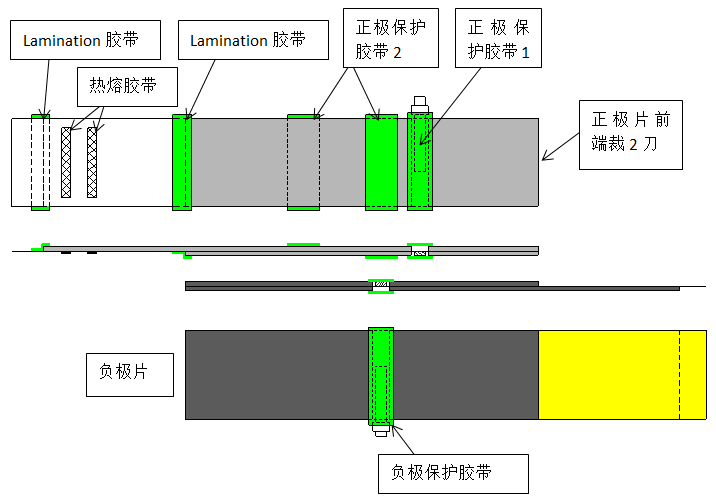 Lamination 胶带
Lamination 胶带
正极保护
胶带 2
正极保
护胶带 1
热熔胶带
正极片前
端裁 2 刀
负极片
负极保护胶带